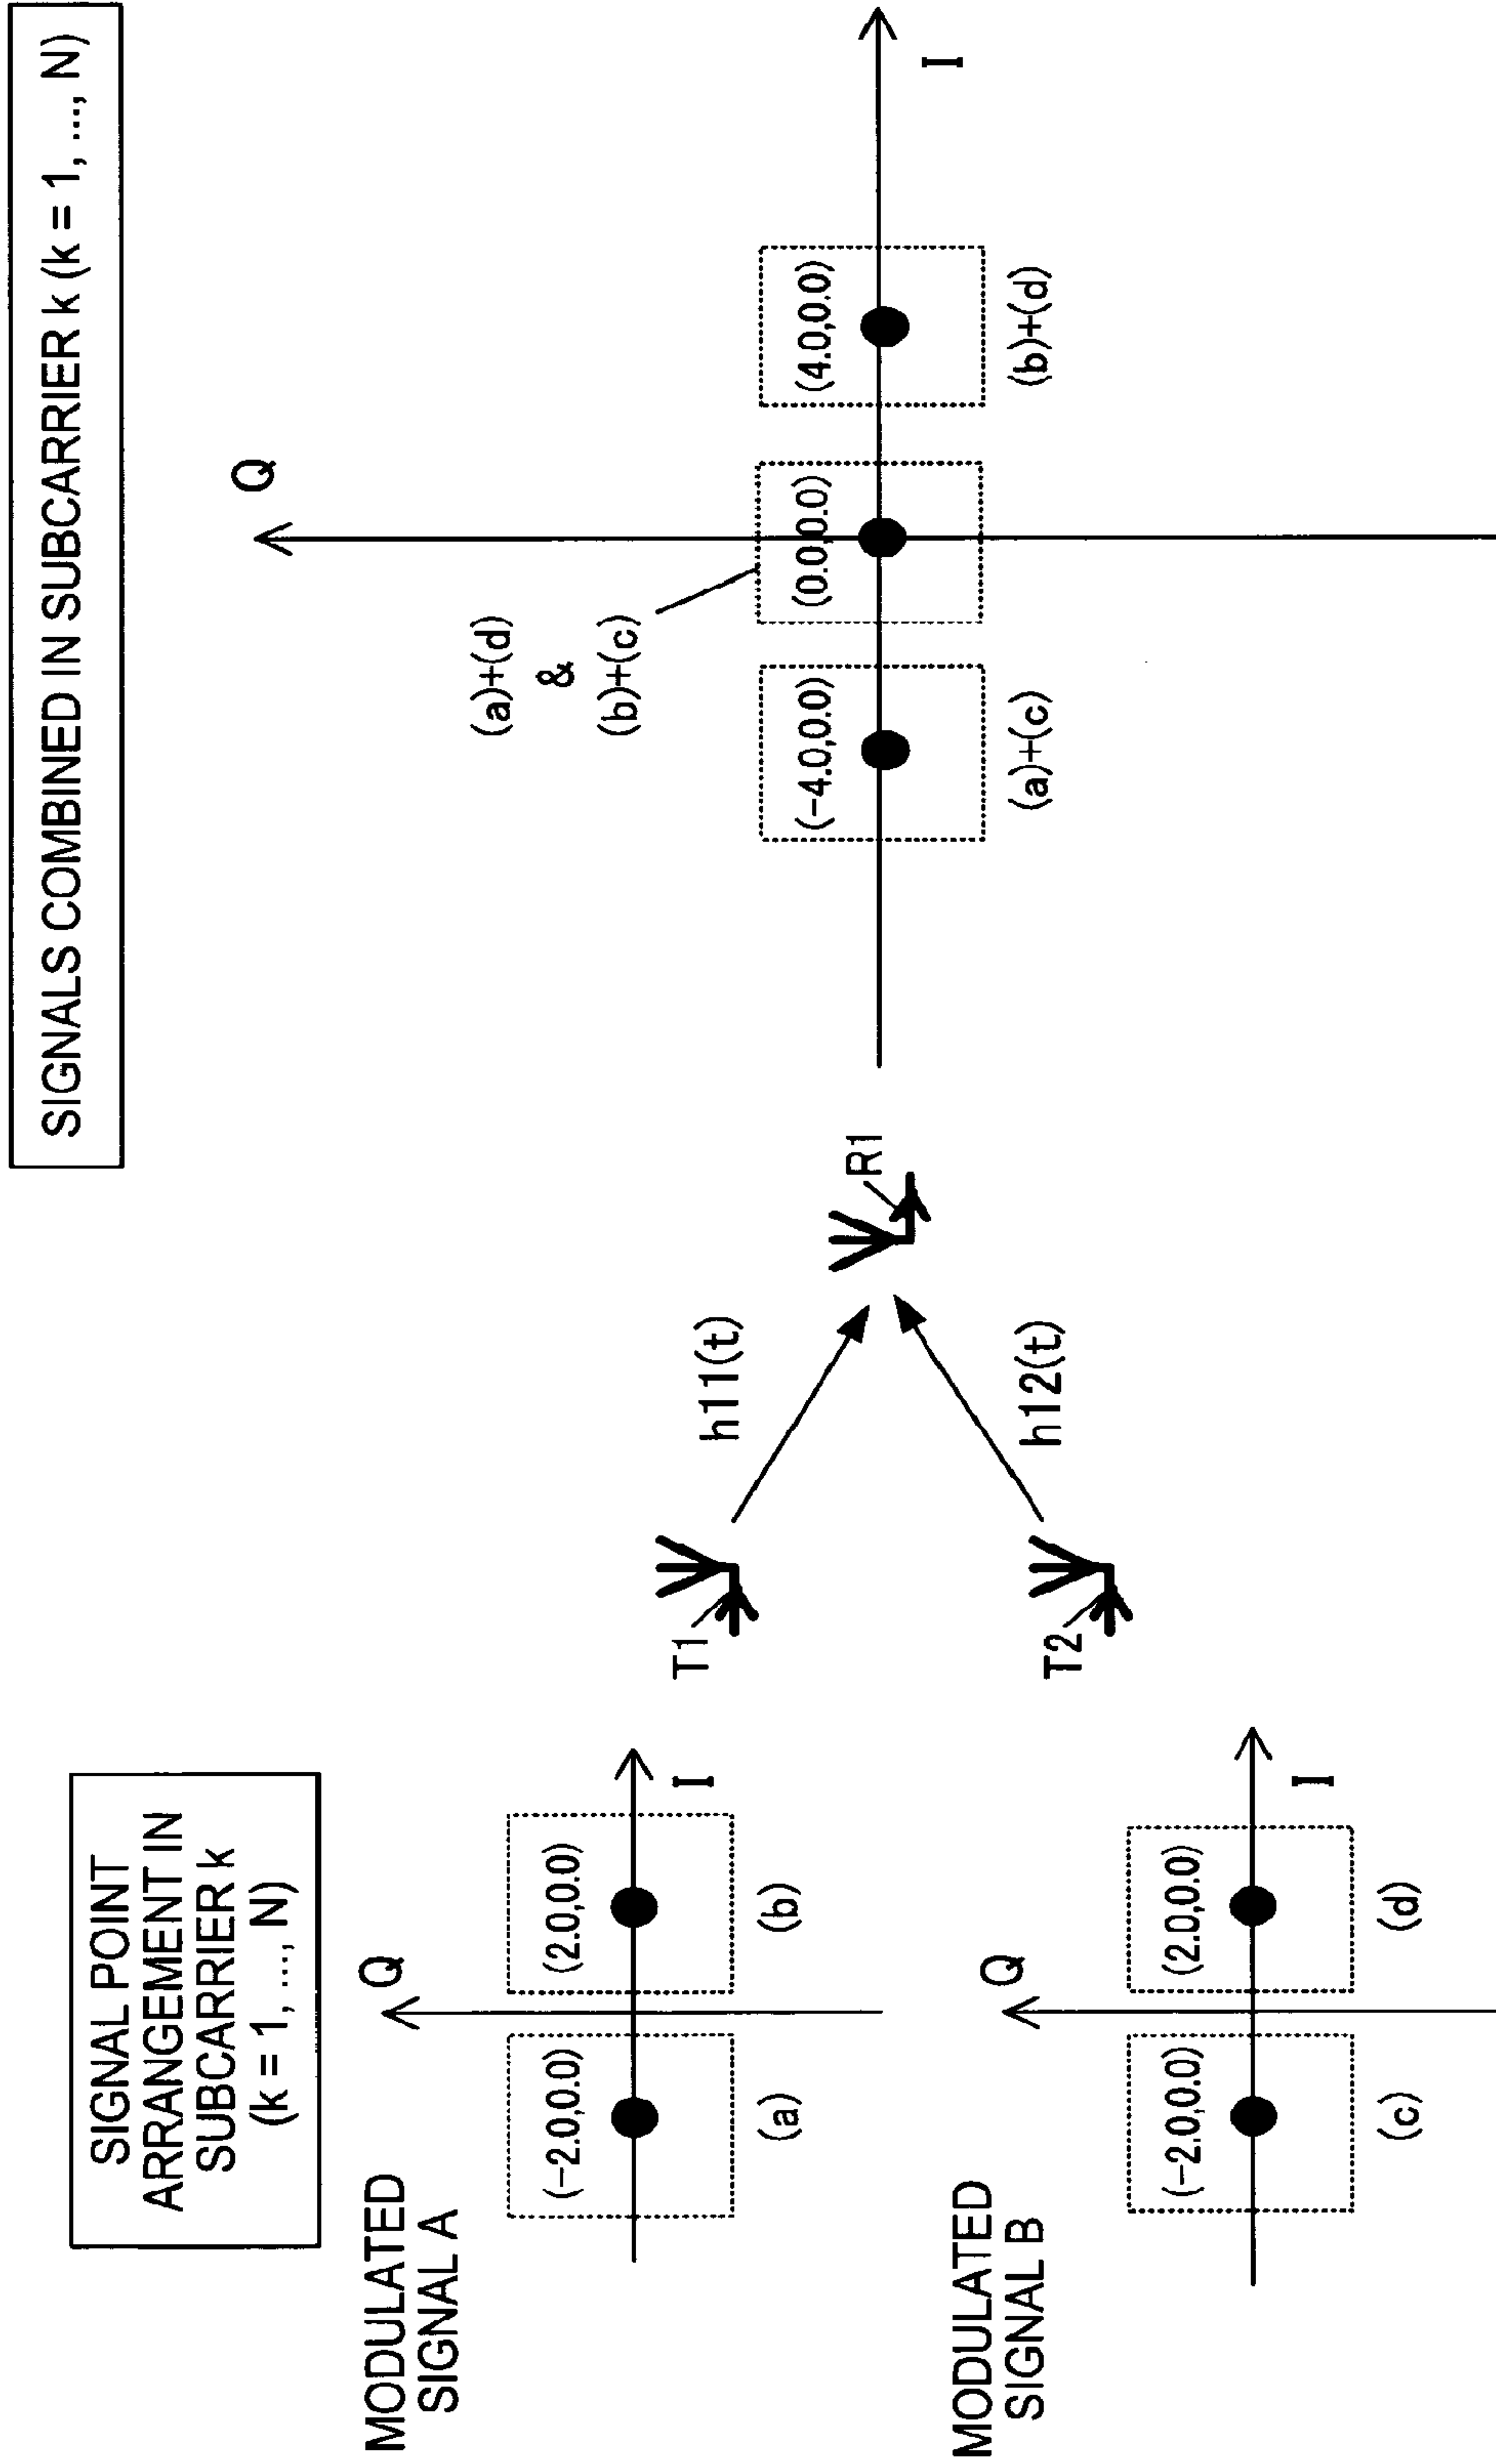 SIGNAL POINT
ARRANGEMENT IN
SUBCARRIER k
(k = 1, ..., N)
MODULATED
SIGNAL A
Q
(-2.0,0.0)
(2.0,0.0)
I
(a)
(b)
MODULATED
SIGNAL B
Q
(-2.0,0.0)
(2.0,0.0)
I
(c)
(d)
T1
T2
h11(t)
h12(t)
R1
SIGNALS COMBINED IN SUBCARRIER k (k = 1, ..., N)
Q
(a)+(d)
&
(b)+(c)
(-4.0,0.0)
(0.0,0.0)
(4.0,0.0)
I
(a)+(c)
(b)+(d)